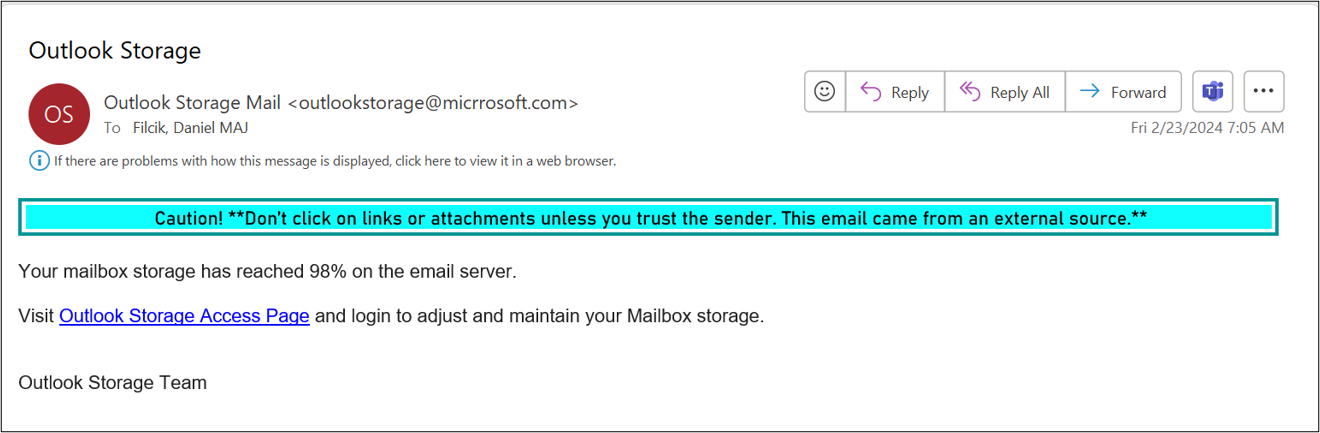 Outlook Storage
OS
Outlook Storage Mail <outlookstorage@micrrosoft.com>
Reply
Reply All
Forward
To Filcik, Daniel MAJ
Fri 2/23/2024 7:05 AM
If there are problems with how this message is displayed, click here to view it in a web browser.
Caution! **Don't click on links or attachments unless you trust the sender. This email came from an external source.**
Your mailbox storage has reached 98% on the email server.
Visit Outlook Storage Access Page and login to adjust and maintain your Mailbox storage.
Outlook Storage Team